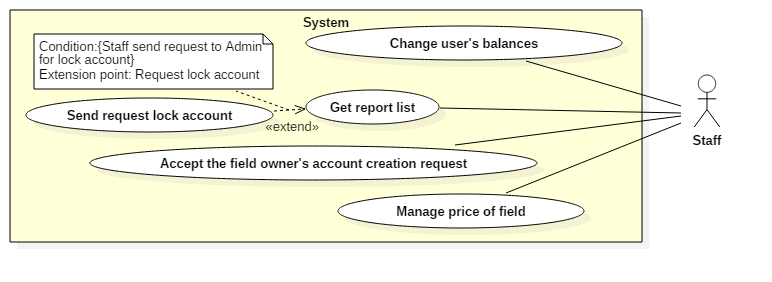 System
Condition:{Staff send request to Admin
for lock account}
Extension point: Request lock account
Change user's balances
Send request lock account
«extend»
Get report list
Accept the field owner's account creation request
Manage price of field
Staff